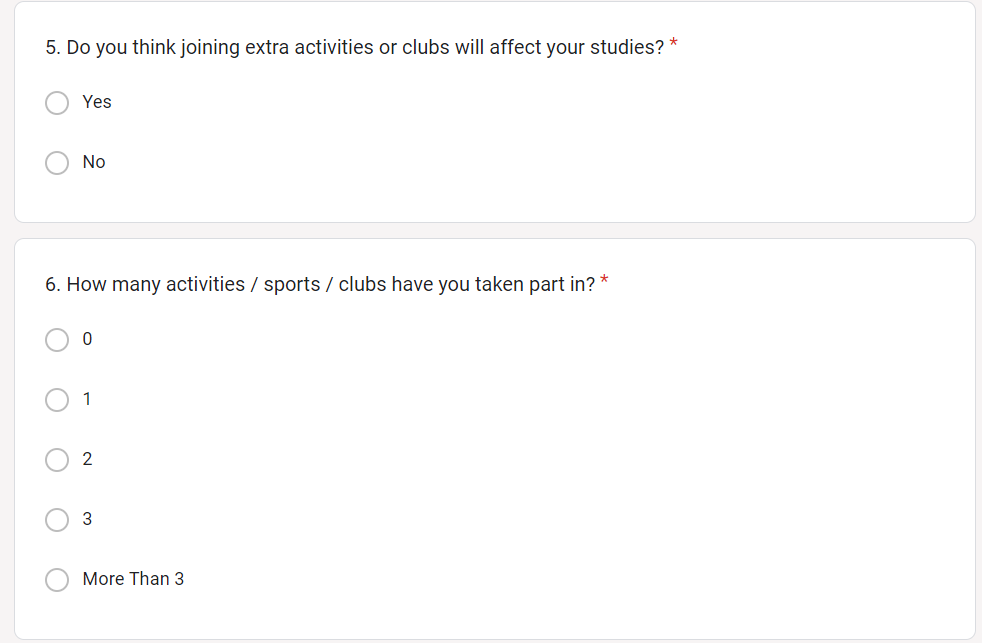 5. Do you think joining extra activities or clubs will affect your studies? *
Yes
No
6. How many activities / sports / clubs have you taken part in? *
0
1
2
3
More Than 3